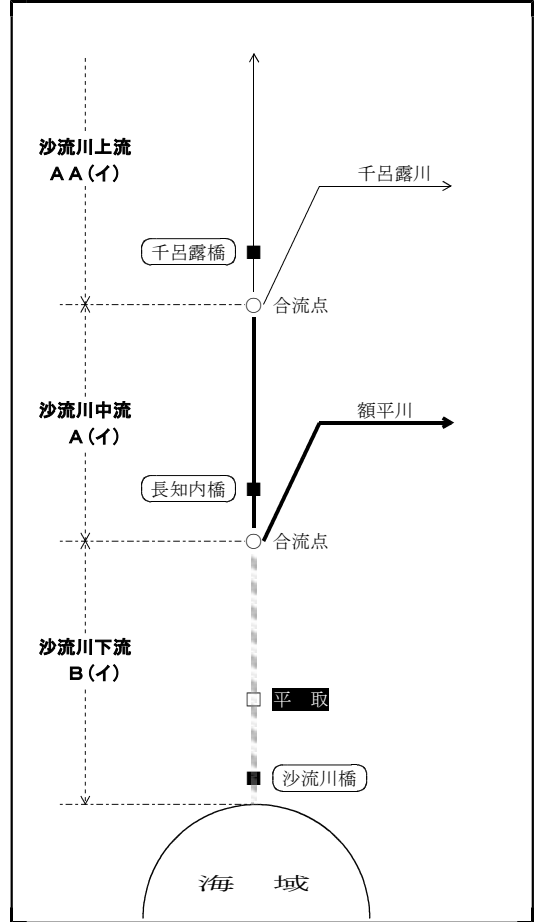 沙流川上流
ＡＡ（イ）
千呂露川
千呂露橋
合流点
沙流川中流
Ａ（イ）
額平川
長知内橋
合流点
沙流川下流
Ｂ（イ）
平　取
沙流川橋
海　域